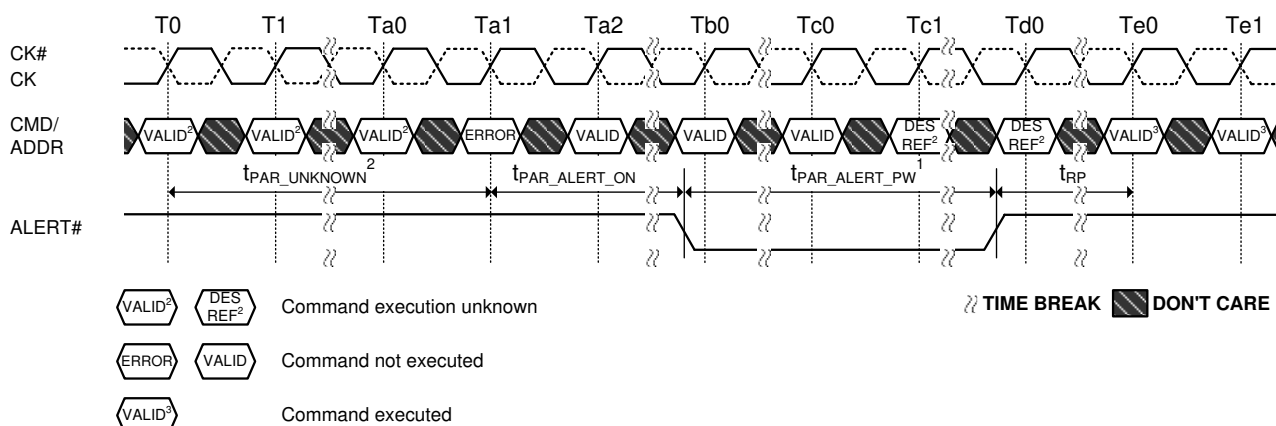 T0 T1 Ta0 Ta1 Ta2 Tb0 Tc0 Tc1 Td0 Te0 Te1
CK#
CK
CMD/
ADDR
VALID² VALID² VALID² ERROR VALID VALID VALID DES REF² DES REF² VALID³ VALID³
tPAR_UNKNOWN² tPAR_ALERT_ON tPAR_ALERT_PW¹ tRP
ALERT#
VALID² DES REF² Command execution unknown
TIME BREAK DON'T CARE
ERROR VALID Command not executed
VALID³ Command executed